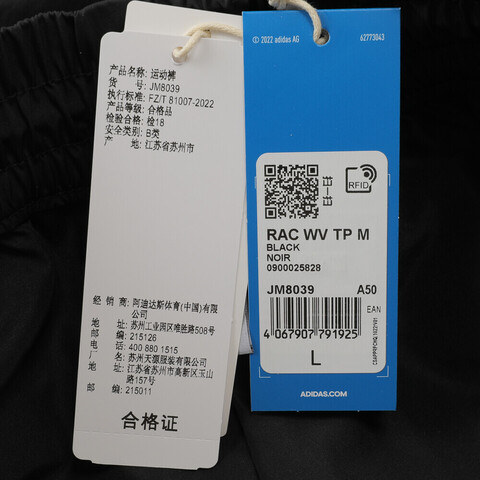 产品名称: 运动裤
货 号: JM8039
执行标准: FZ/T 81007-2022
产品等级: 合格品
检验合格: 检18
安全类别: B类
产 地: 江苏省苏州市
经 销 商: 阿迪达斯体育(中国)有限
公司
地 址: 苏州工业园区唯胜路508号
邮 编: 215126
电 话: 400 880 1515
厂 名: 苏州天源服装有限公司
地 址: 江苏省苏州市高新区玉山
路157号
邮 编: 215011
合格证
© 2022 adidas AG 62773043
RFID
RAC WV TP M
BLACK
NOIR
0900025828
JM8039 A50
EAN
4 067907 791925
L
ADIDAS.COM